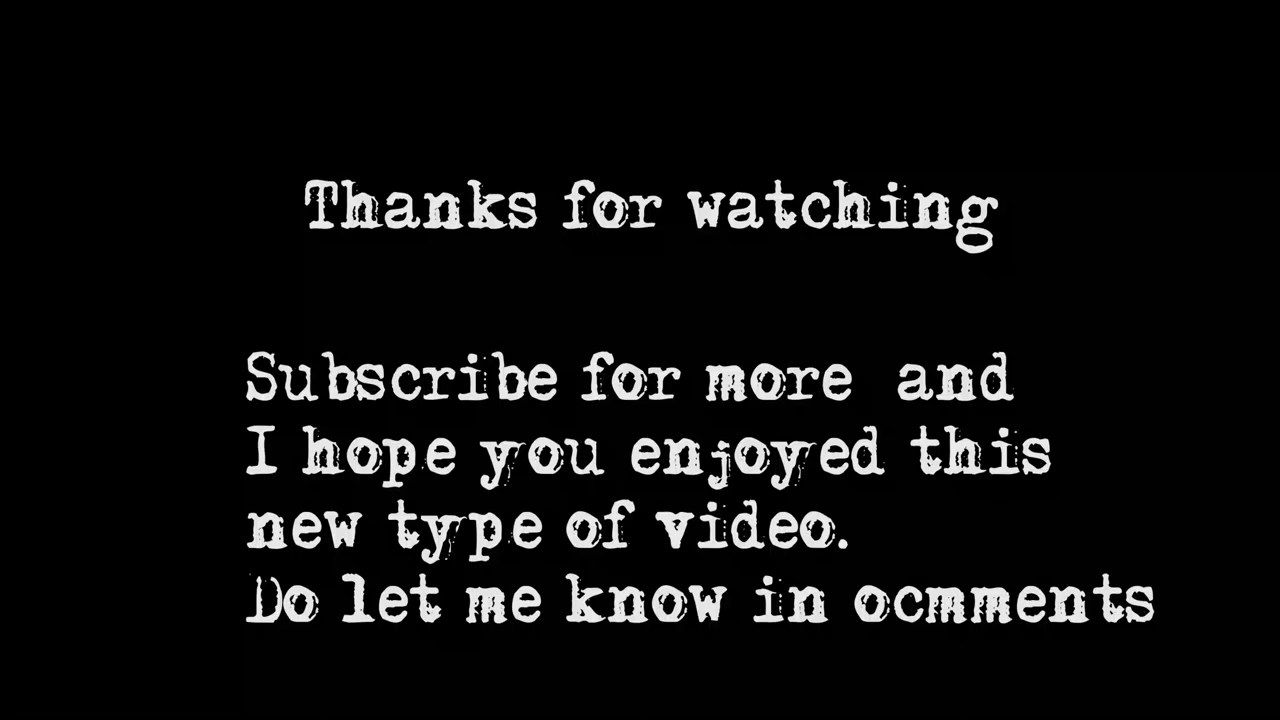 Thanks for watching
Subscribe for more and
I hope you enjoyed this
new type of video.
Do let me know in ocmments